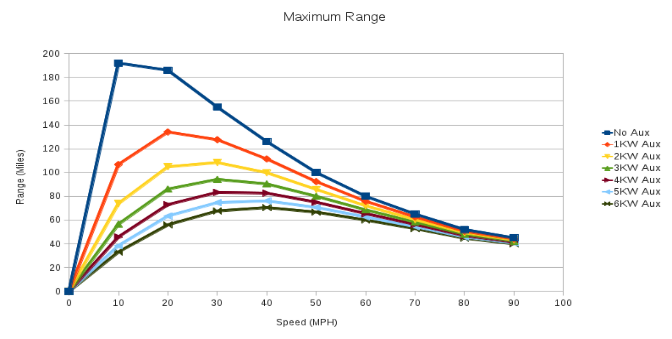 Maximum Range
200
180
160
140
120
100
80
60
40
20
0
Range (Miles)
0 10 20 30 40 50 60 70 80 90 100
Speed (MPH)
No Aux
1KW Aux
2KW Aux
3KW Aux
4KW Aux
5KW Aux
6KW Aux